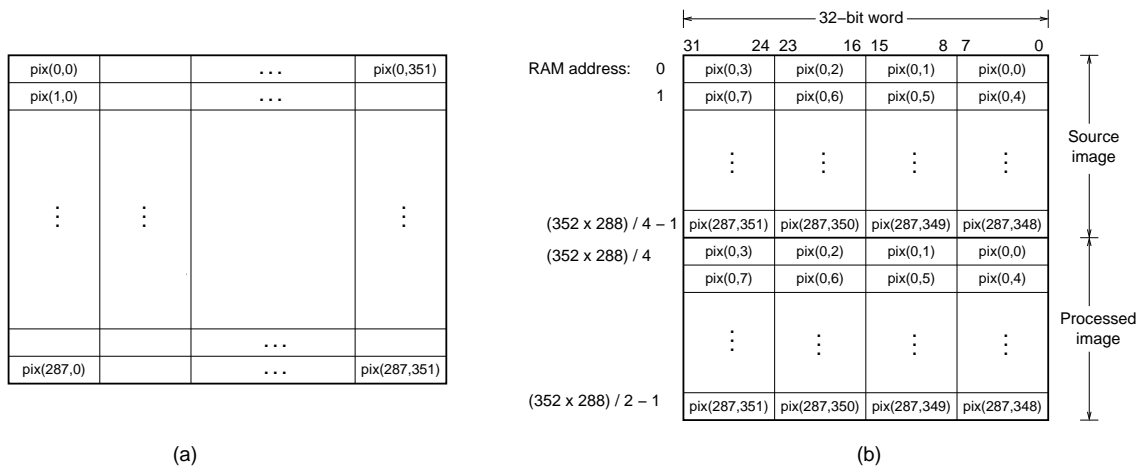 pix(0,0) ... pix(0,351)
pix(1,0) ...
⋮ ⋮ ⋮
...
pix(287,0) ... pix(287,351)
(a)
32-bit word
31 24 23 16 15 8 7 0
RAM address: 0 pix(0,3) pix(0,2) pix(0,1) pix(0,0)
1 pix(0,7) pix(0,6) pix(0,5) pix(0,4)
⋮ ⋮ ⋮ ⋮
Source
image
(352 x 288) / 4 – 1 pix(287,351) pix(287,350) pix(287,349) pix(287,348)
(352 x 288) / 4 pix(0,3) pix(0,2) pix(0,1) pix(0,0)
pix(0,7) pix(0,6) pix(0,5) pix(0,4)
⋮ ⋮ ⋮ ⋮
Processed
image
(352 x 288) / 2 – 1 pix(287,351) pix(287,350) pix(287,349) pix(287,348)
(b)